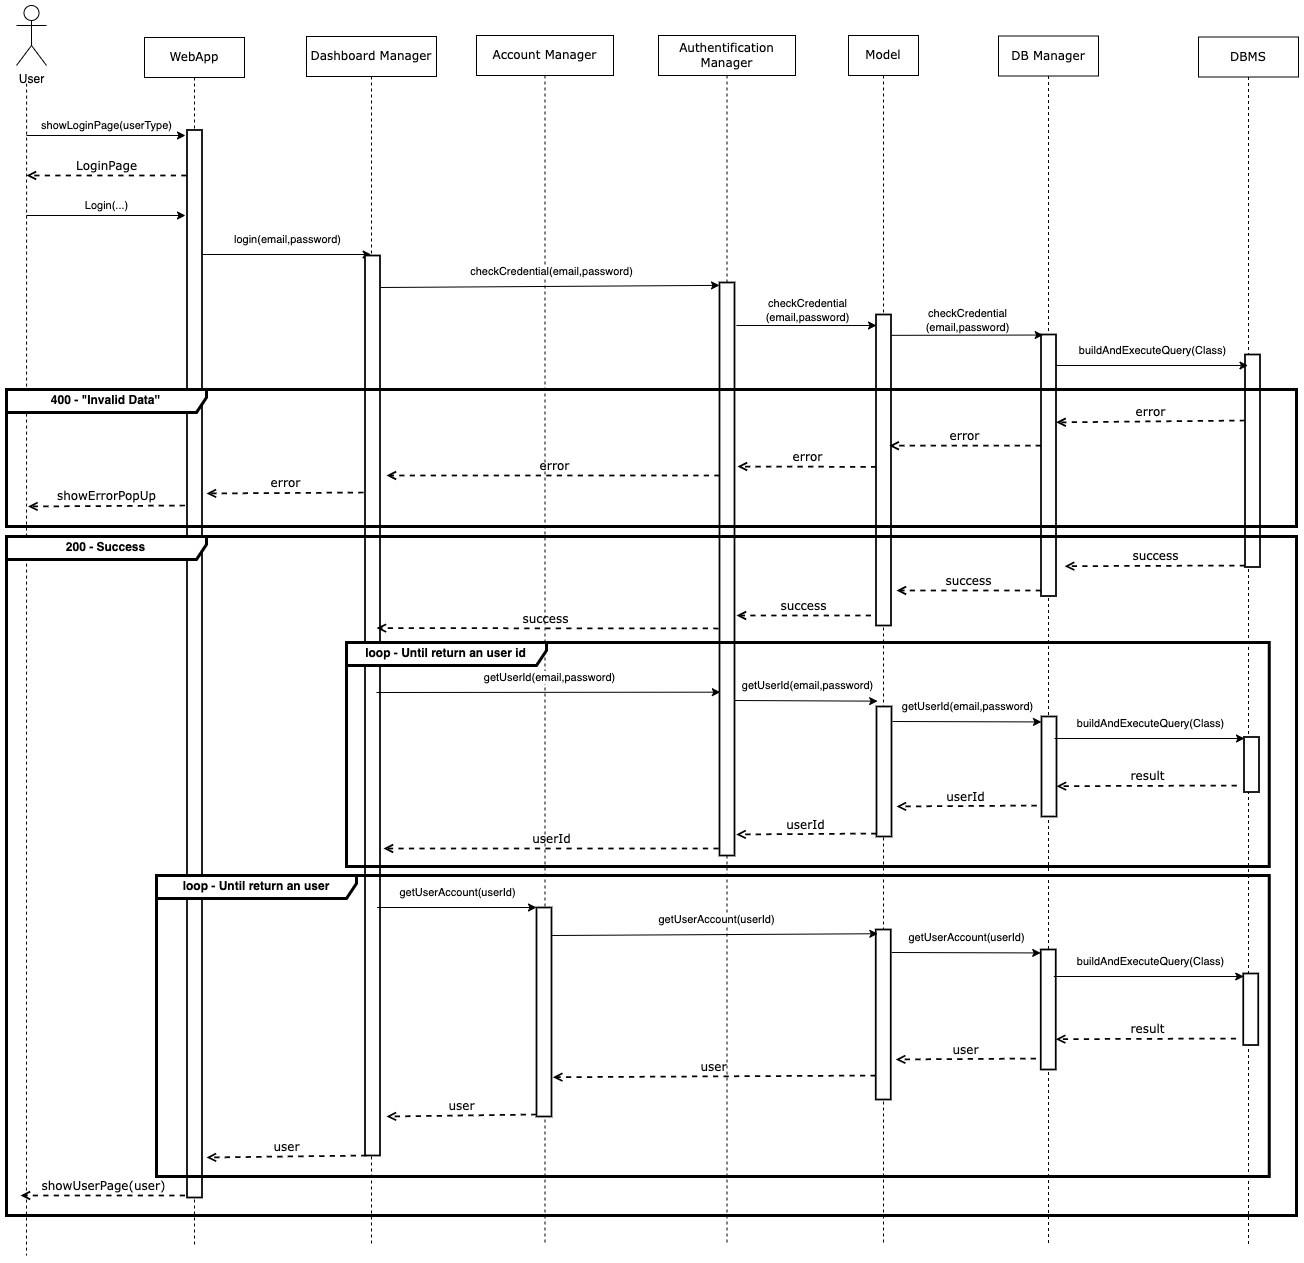 User
WebApp
Dashboard Manager
Account Manager
Authentification
Manager
Model
DB Manager
DBMS
showLoginPage(userType)
LoginPage
Login(...)
login(email,password)
checkCredential(email,password)
checkCredential
(email,password)
checkCredential
(email,password)
buildAndExecuteQuery(Class)
400 - "Invalid Data"
error
error
error
error
error
showErrorPopUp
200 - Success
success
success
success
success
loop - Until return an user id
getUserId(email,password)
getUserId(email,password)
getUserId(email,password)
buildAndExecuteQuery(Class)
result
userId
userId
userId
loop - Until return an user
getUserAccount(userId)
getUserAccount(userId)
getUserAccount(userId)
buildAndExecuteQuery(Class)
result
user
user
user
user
showUserPage(user)